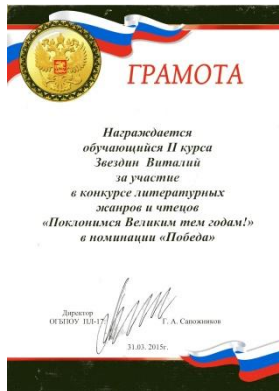 ГРАМОТА
Награждается
обучающийся II курса
Звездин Виталий
за участие
в конкурсе литературных
жанров и чтецов
«Поклонимся Великим тем годам!»
в номинации «Победа»
Директор
ОГБПОУ ПЛ-17
Г. А. Сапожников
31.03. 2015г.